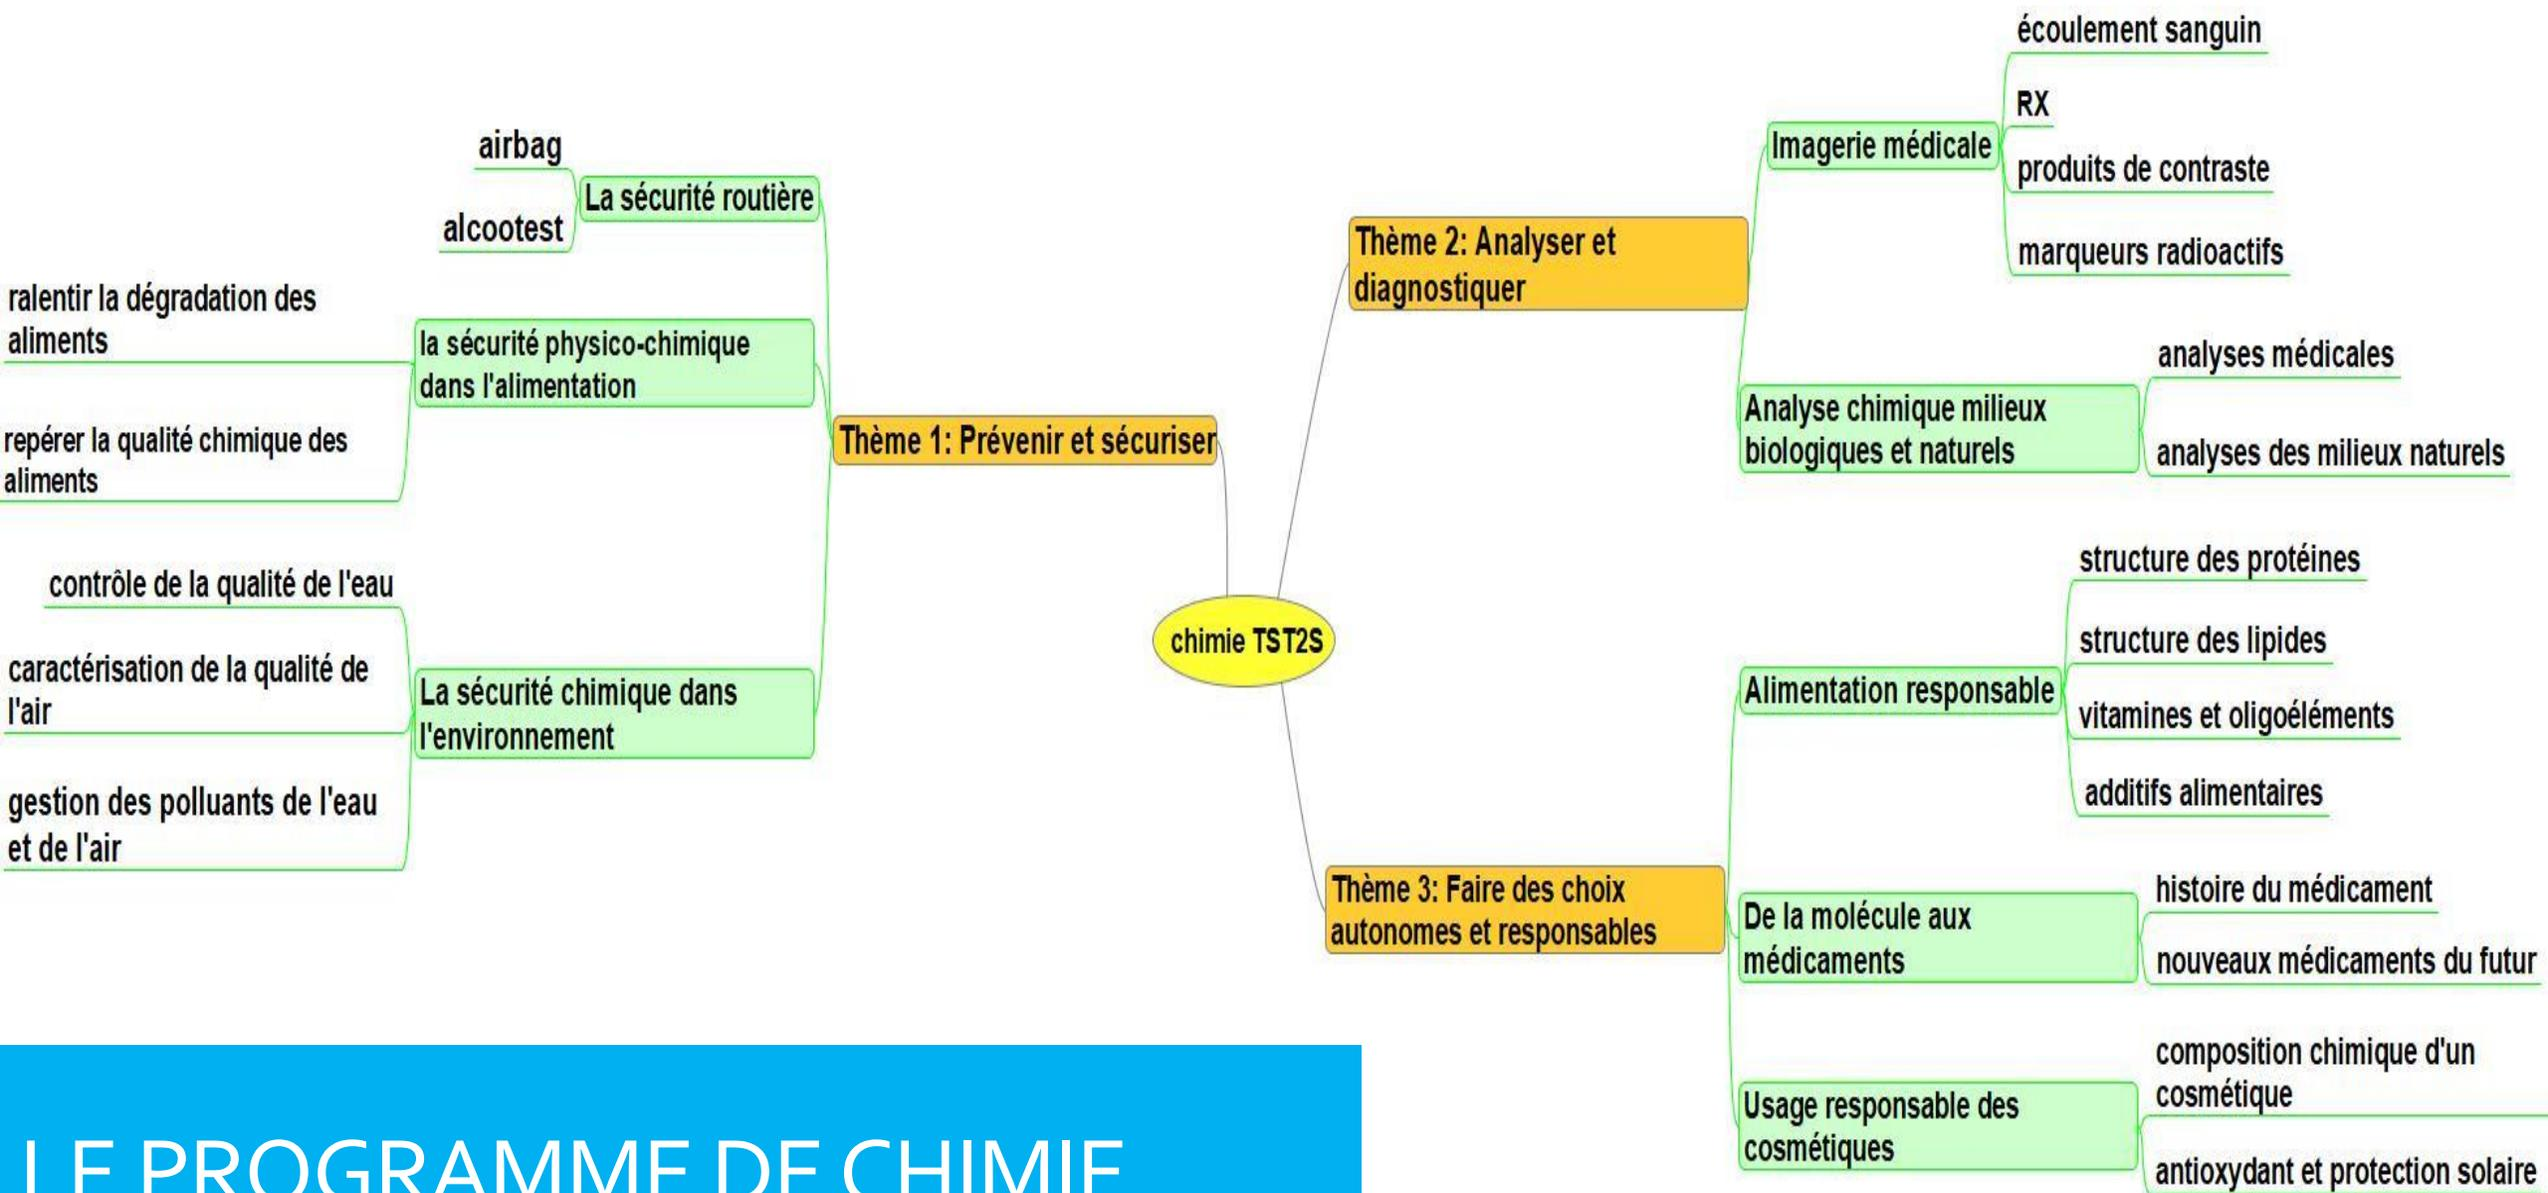 chimie TST2S
Thème 1: Prévenir et sécuriser
La sécurité routière
airbag
alcootest
la sécurité physico-chimique
dans l'alimentation
ralentir la dégradation des
aliments
repérer la qualité chimique des
aliments
La sécurité chimique dans
l'environnement
contrôle de la qualité de l'eau
caractérisation de la qualité de
l'air
gestion des polluants de l'eau
et de l'air
Thème 2: Analyser et
diagnostiquer
Imagerie médicale
écoulement sanguin
RX
produits de contraste
marqueurs radioactifs
Analyse chimique milieux
biologiques et naturels
analyses médicales
analyses des milieux naturels
Thème 3: Faire des choix
autonomes et responsables
Alimentation responsable
structure des protéines
structure des lipides
vitamines et oligoéléments
additifs alimentaires
De la molécule aux
médicaments
histoire du médicament
nouveaux médicaments du futur
Usage responsable des
cosmétiques
composition chimique d'un
cosmétique
antioxydant et protection solaire
LE PROGRAMME DE CHIMIE